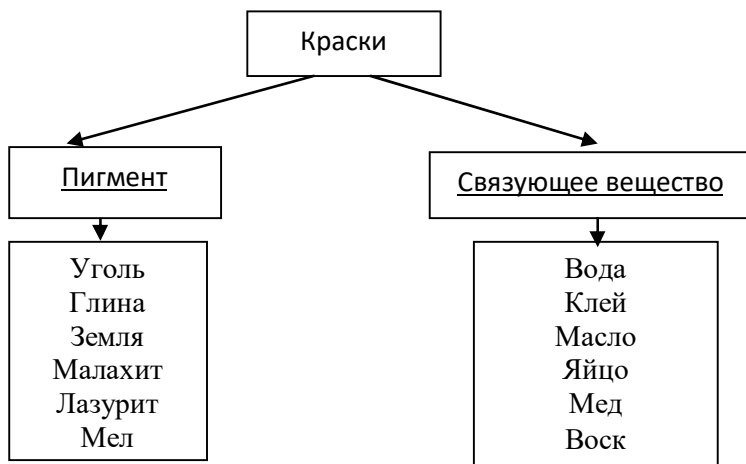 Краски
Пигмент
Связующее вещество
Уголь
Глина
Земля
Малахит
Лазурит
Мел
Вода
Клей
Масло
Яйцо
Мед
Воск